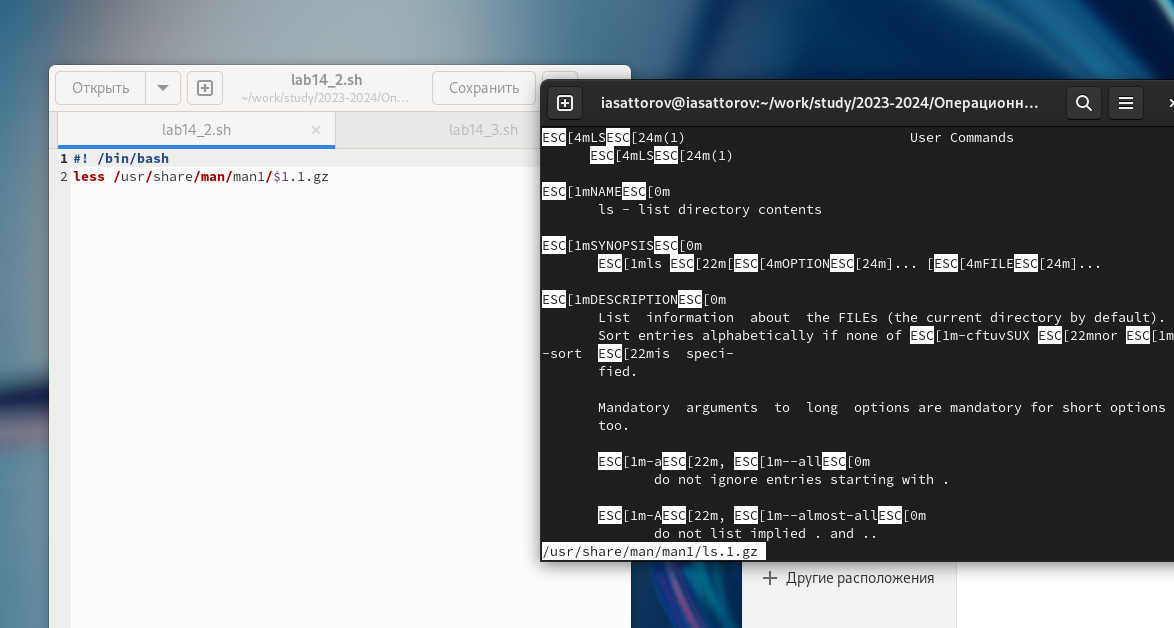 Открыть
lab14_2.sh
~/work/study/2023-2024/Оп…
Сохранить
lab14_2.sh ×
lab14_3.sh
1 #! /bin/bash
2 less /usr/share/man/man1/$1.1.gz
iasattorov@iasattorov:~/work/study/2023-2024/Операционн…
ESC[4mLSESC[24m(1) User Commands
ESC[4mLSESC[24m(1)
ESC[1mNAMEESC[0m
ls - list directory contents
ESC[1mSYNOPSISESC[0m
ESC[1mls ESC[22m[ESC[4mOPTIONESC[24m]... [ESC[4mFILEESC[24m]...
ESC[1mDESCRIPTIONESC[0m
List information about the FILEs (the current directory by default).
Sort entries alphabetically if none of ESC[1m-cftuvSUX ESC[22mnor ESC[1m
-sort ESC[22mis speci-
fied.
Mandatory arguments to long options are mandatory for short options
too.
ESC[1m-aESC[22m, ESC[1m--allESC[0m
do not ignore entries starting with .
ESC[1m-AESC[22m, ESC[1m--almost-allESC[0m
do not list implied . and ..
/usr/share/man/man1/ls.1.gz
Другие расположения